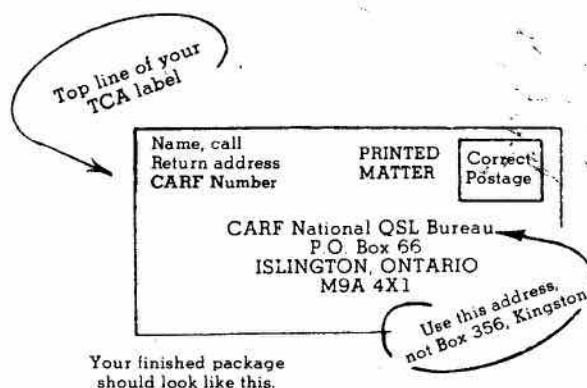 Top line of your
TCA label
Name, call
Return address
CARF Number
PRINTED
MATTER
Correct
Postage
CARF National QSL Bureau
P.O. Box 66
ISLINGTON, ONTARIO
M9A 4X1
Use this address,
not Box 356, Kingston
Your finished package
should look like this.